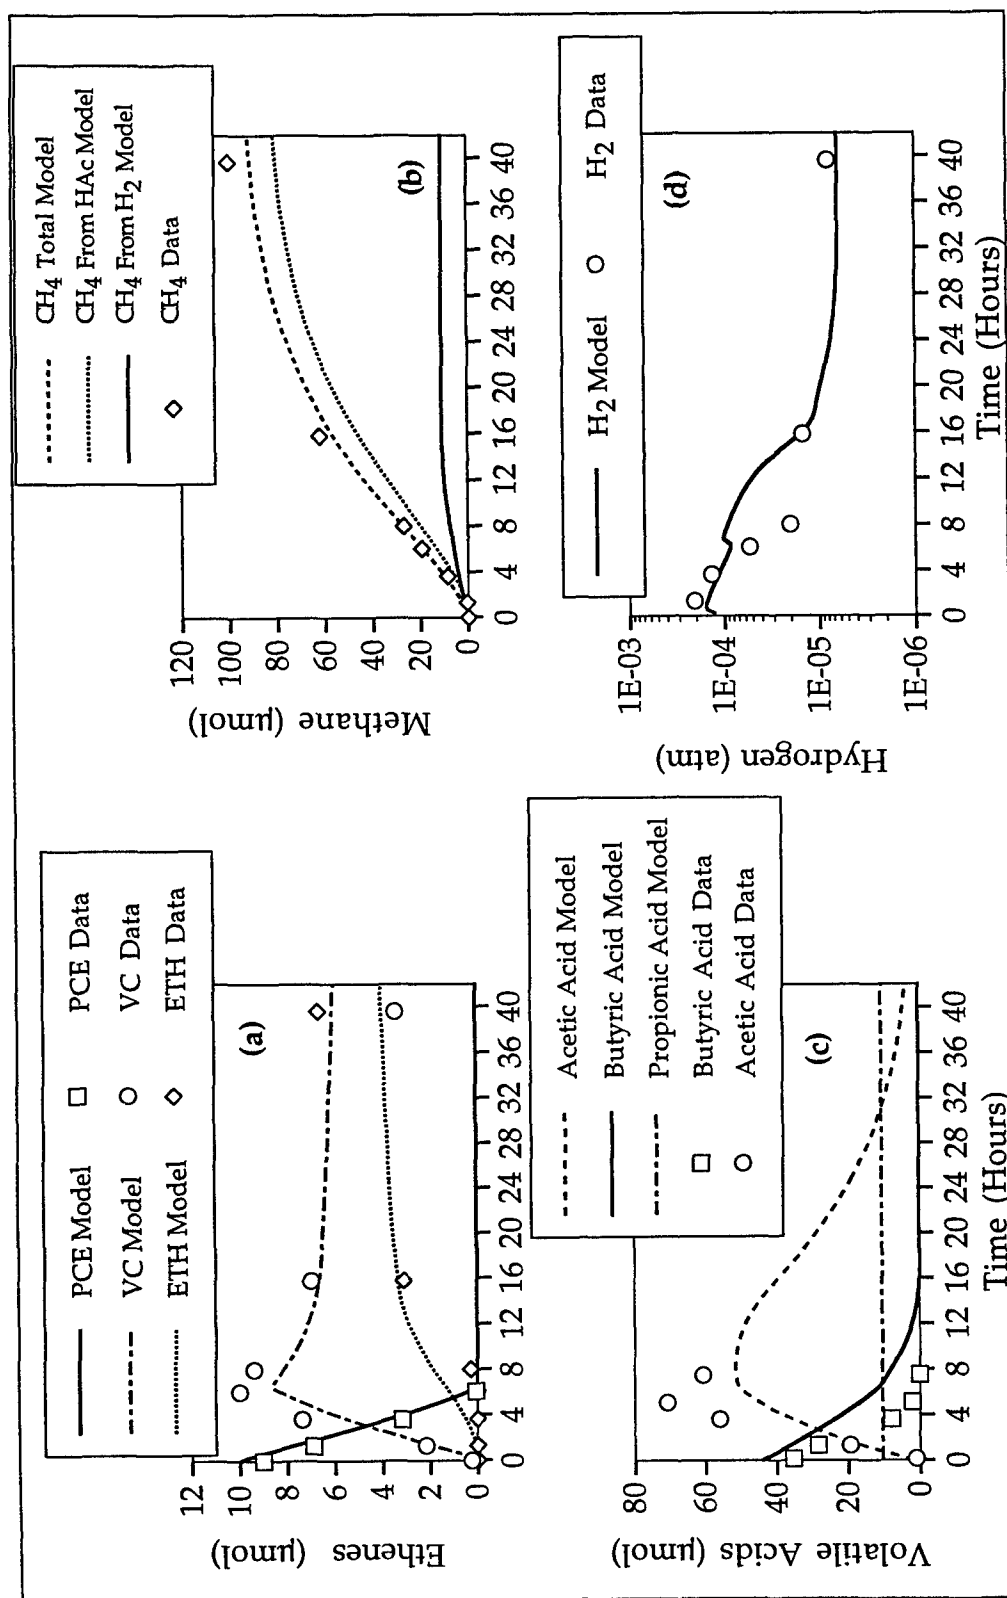 PCE Model PCE Data
VC Model VC Data
ETH Model ETH Data
(a)
Ethenes (µmol)
10
8
6
4
2
0
0 4 8 12 16 20 24 28 32 36 40
CH4 Total Model
CH4 From HAc Model
CH4 From H2 Model
CH4 Data
(b)
Methane (µmol)
120
100
80
60
40
20
0
0 4 8 12 16 20 24 28 32 36 40
Acetic Acid Model
Butyric Acid Model
Propionic Acid Model
Butyric Acid Data
Acetic Acid Data
(c)
Volatile Acids (µmol)
80
60
40
20
0
0 4 8 12 16 20 24 28 32 36 40
Time (Hours)
H2 Model H2 Data
(d)
Hydrogen (atm)
1E-03
1E-04
1E-05
1E-06
0 4 8 12 16 20 24 28 32 36 40
Time (Hours)